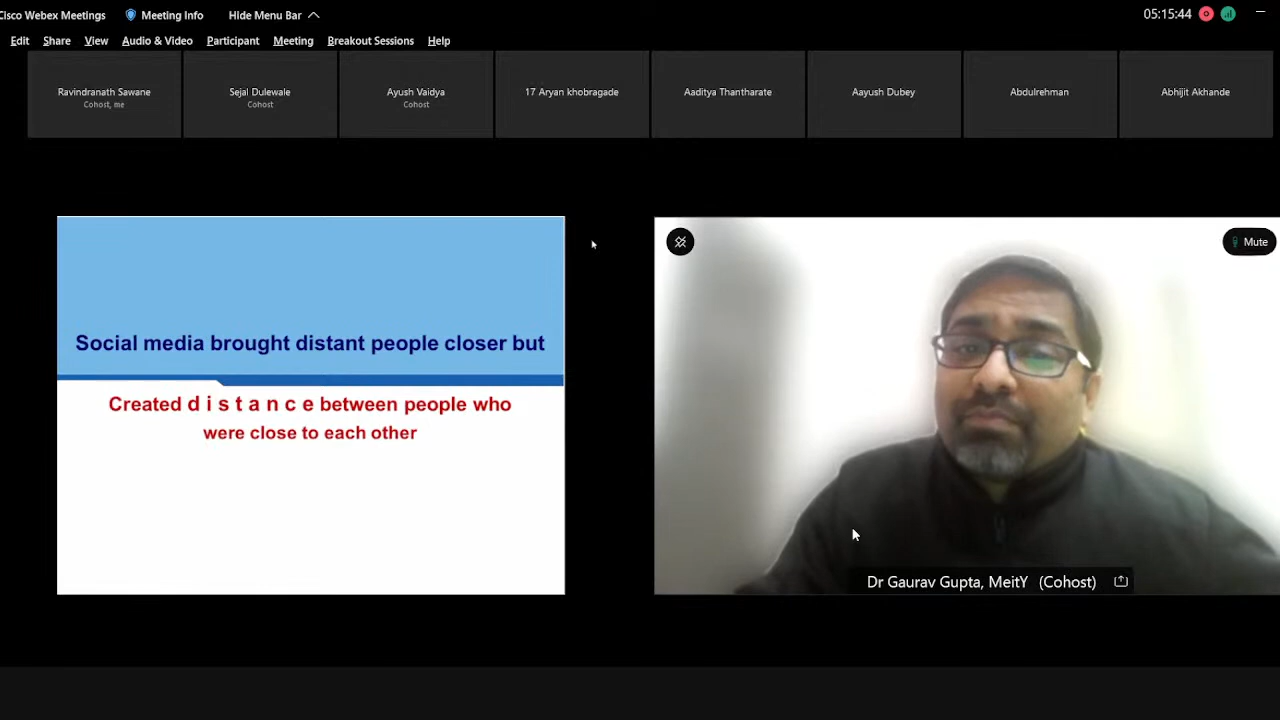 Cisco Webex Meetings Meeting Info Hide Menu Bar 05:15:44
Edit Share View Audio & Video Participant Meeting Breakout Sessions Help
Ravindranath Sawane Sejal Dulewale Ayush Vaidya 17 Aryan khobragade Aaditya Thantharate Aayush Dubey Abdulrehman Abhijit Akhande
Cohost, me Cohost Cohost
Mute
Social media brought distant people closer but
Created d i s t a n c e between people who
were close to each other
Dr Gaurav Gupta, MeitY (Cohost)